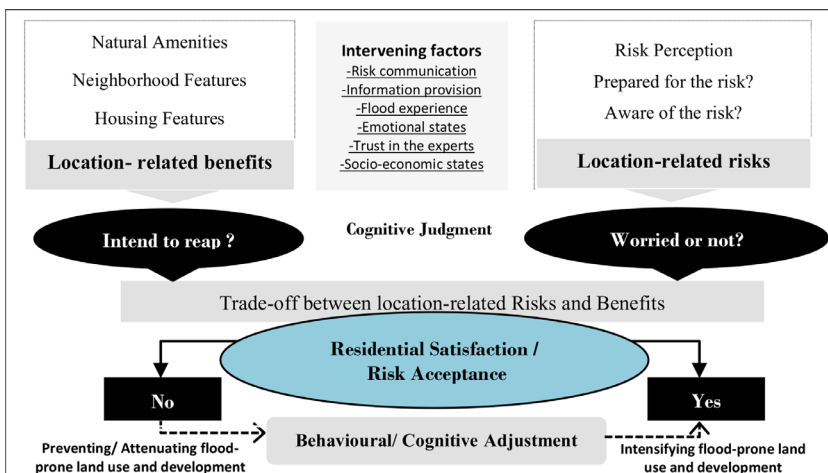 Natural Amenities
Neighborhood Features
Housing Features
Location- related benefits
Intervening factors
-Risk communication
-Information provision
-Flood experience
-Emotional states
-Trust in the experts
-Socio-economic states
Risk Perception
Prepared for the risk?
Aware of the risk?
Location-related risks
Intend to reap ?
Cognitive Judgment
Worried or not?
Trade-off between location-related Risks and Benefits
Residential Satisfaction /
Risk Acceptance
No
Yes
Behavioural/ Cognitive Adjustment
Preventing/ Attenuating flood-
prone land use and development
Intensifying flood-prone land
use and development